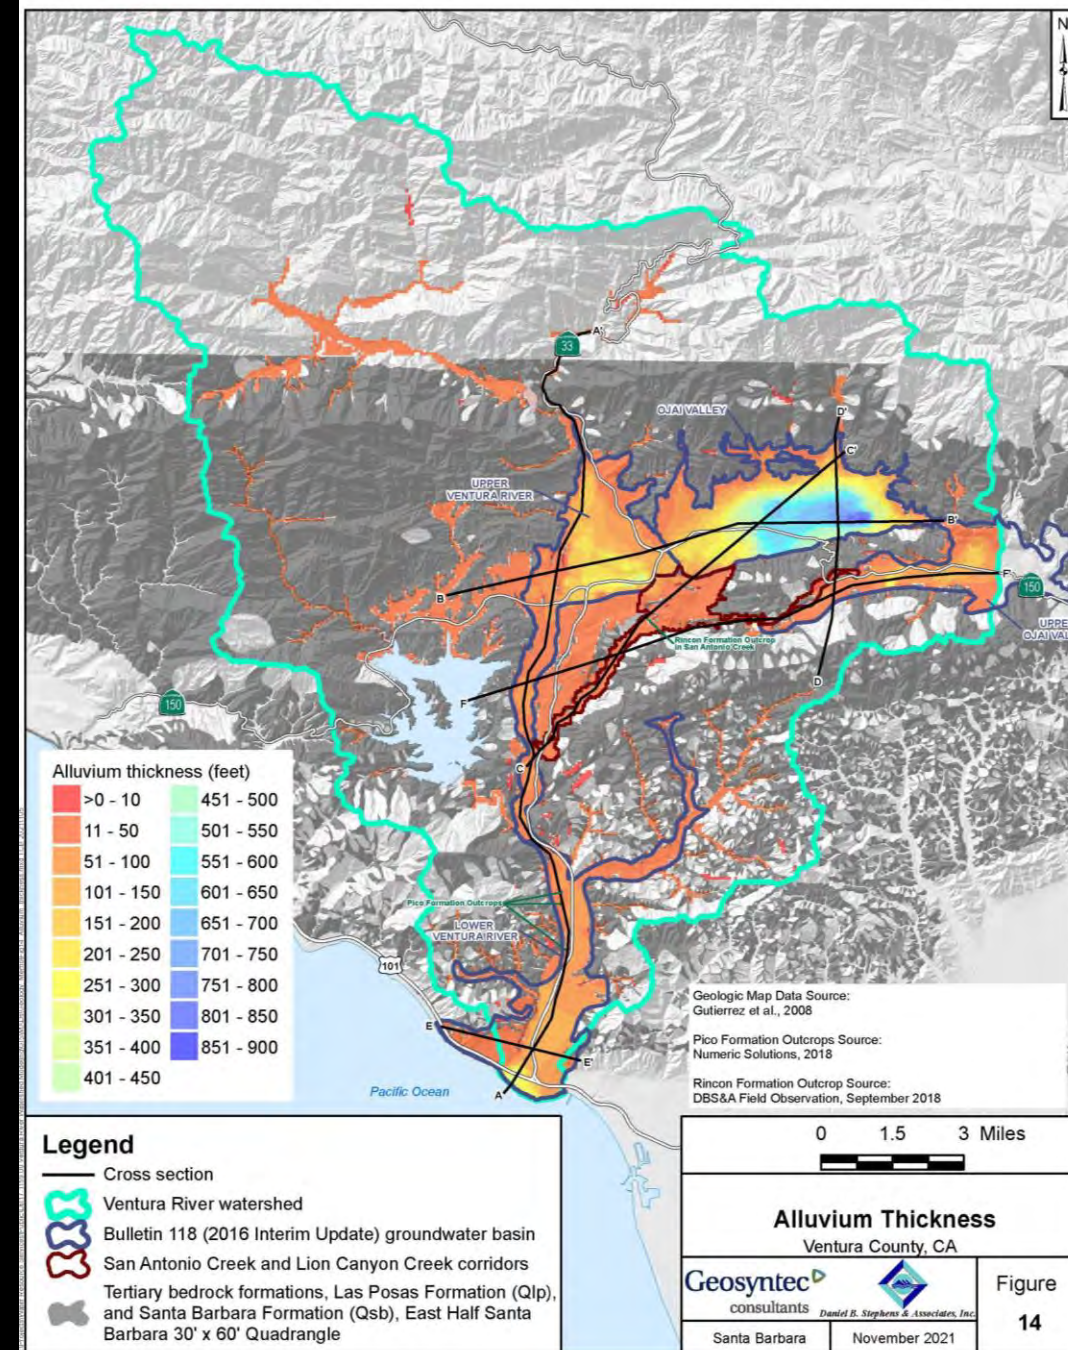 N
A'
33
D'
OJAI VALLEY
C'
UPPER
VENTURA RIVER
B'
B
F'
150
UPPE
OJAI VAL
Rincon Formation Outcrop
in San Antonio Creek
F
D
150
C
Alluvium thickness (feet)
>0 - 10
11 - 50
51 - 100
101 - 150
151 - 200
201 - 250
251 - 300
301 - 350
351 - 400
401 - 450
451 - 500
501 - 550
551 - 600
601 - 650
651 - 700
701 - 750
751 - 800
801 - 850
851 - 900
Pico Formation Outcrops
LOWER
VENTURA RIVER
101
E
E'
A
Pacific Ocean
Geologic Map Data Source:
Gutierrez et al., 2008
Pico Formation Outcrops Source:
Numeric Solutions, 2018
Rincon Formation Outcrop Source:
DBS&A Field Observation, September 2018
Legend
Cross section
Ventura River watershed
Bulletin 118 (2016 Interim Update) groundwater basin
San Antonio Creek and Lion Canyon Creek corridors
Tertiary bedrock formations, Las Posas Formation (Qlp),
and Santa Barbara Formation (Qsb), East Half Santa
Barbara 30' x 60' Quadrangle
0 1.5 3 Miles
Alluvium Thickness
Ventura County, CA
Geosyntec
consultants
Daniel B. Stephens & Associates, Inc.
Santa Barbara
November 2021
Figure
14